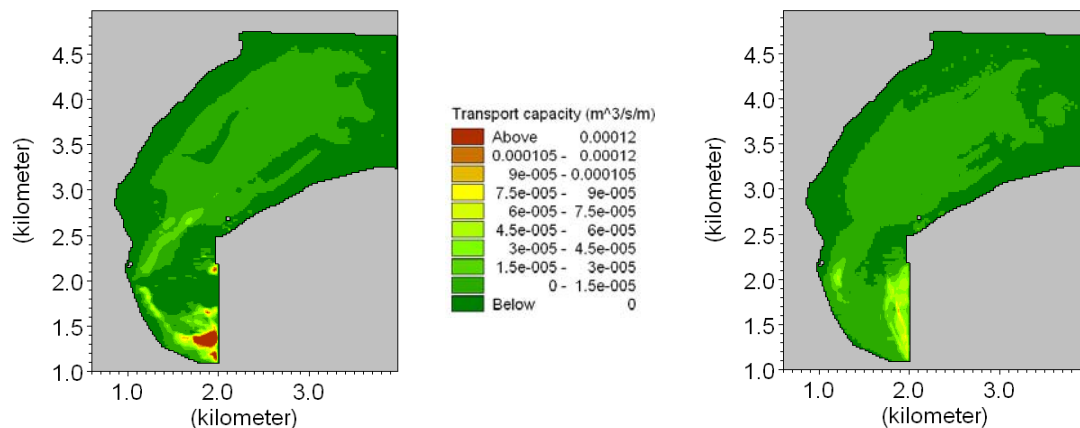 4.5
4.0
3.5
3.0
2.5
2.0
1.5
1.0
(kilometer)
1.0 2.0 3.0
(kilometer)
Transport capacity (m^3/s/m)
Above 0.00012
0.000105 - 0.00012
9e-005 - 0.000105
7.5e-005 - 9e-005
6e-005 - 7.5e-005
4.5e-005 - 6e-005
3e-005 - 4.5e-005
1.5e-005 - 3e-005
0 - 1.5e-005
Below 0
4.5
4.0
3.5
3.0
2.5
2.0
1.5
1.0
(kilometer)
1.0 2.0 3.0
(kilometer)